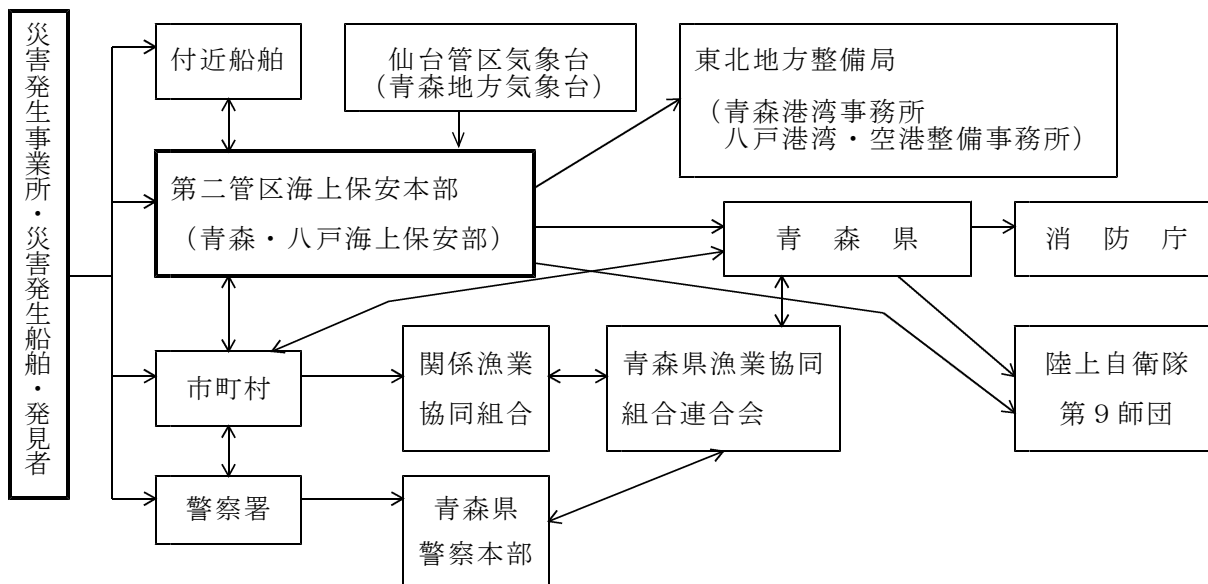 災害発生事業所・災害発生船舶・発見者
付近船舶
仙台管区気象台
（青森地方気象台）
東北地方整備局
（青森港湾事務所
八戸港湾・空港整備事務所）
第二管区海上保安本部
（青森・八戸海上保安部）
青森県
消防庁
市町村
関係漁業
協同組合
青森県漁業協同
組合連合会
陸上自衛隊
第９師団
警察署
青森県
警察本部